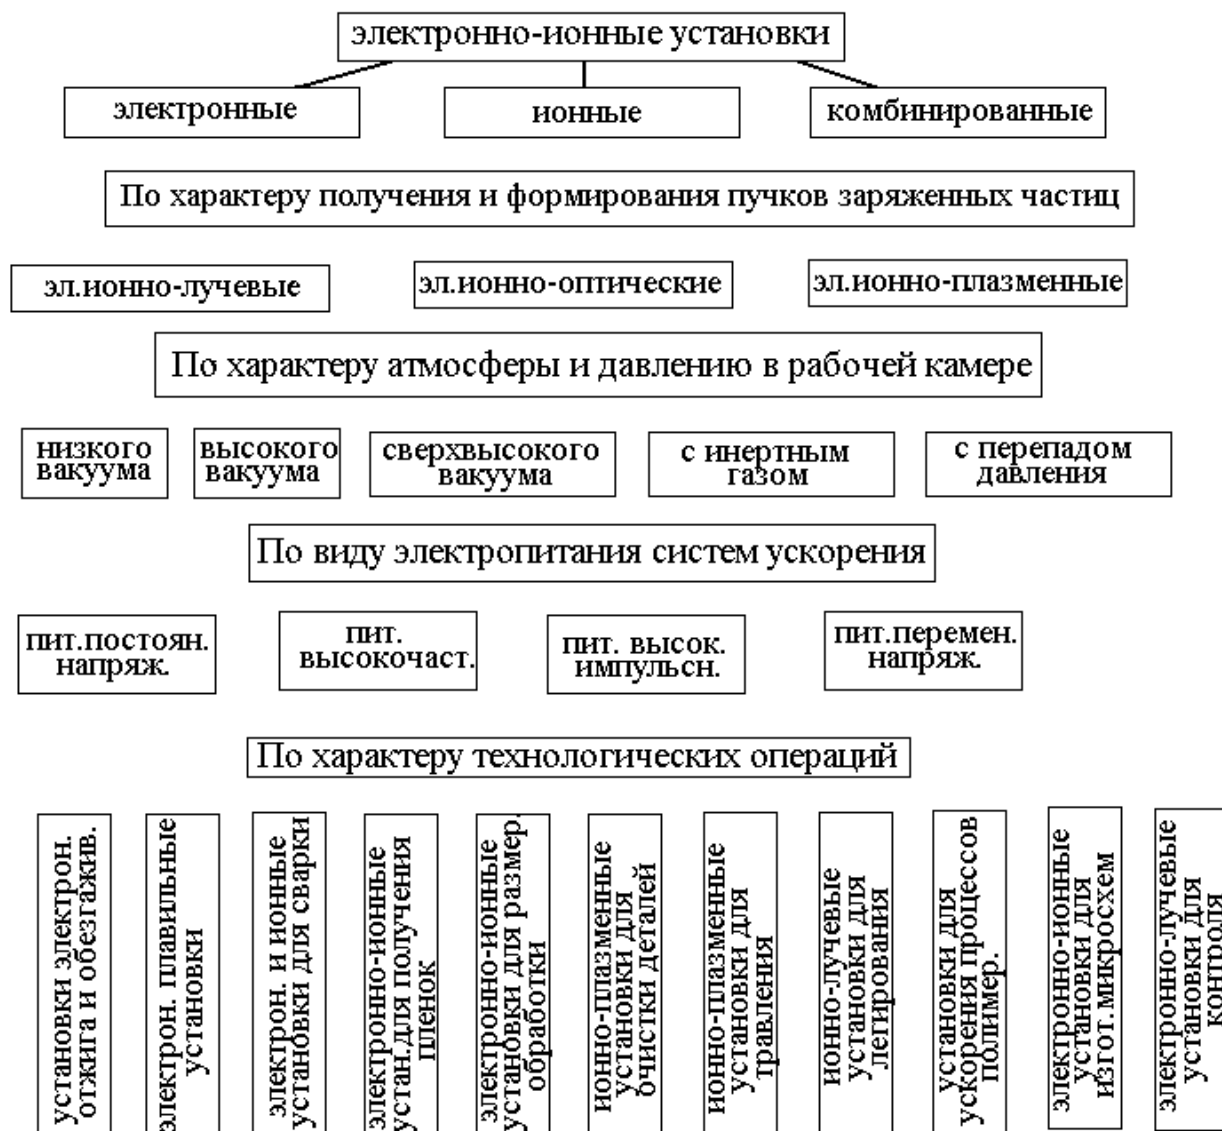 электронно-ионные установки
электронные
ионные
комбинированные
По характеру получения и формирования пучков заряженных частиц
эл.ионно-лучевые
эл.ионно-оптические
эл.ионно-плазменные
По характеру атмосферы и давлению в рабочей камере
низкого
вакуума
высокого
вакуума
сверхвысокого
вакуума
с инертным
газом
с перепадом
давления
По виду электропитания систем ускорения
пит.постоян.
напряж.
пит.
высокочаст.
пит. высок.
импульсн.
пит.перемен.
напряж.
По характеру технологических операций
установки электрон.
отжига и обезгажив.
электрон. плавильные
установки
электрон. и ионные
установки для сварки
электронно-ионные
устан.для получения
пленок
электронно-ионные
установки для размер.
обработки
ионно-плазменные
установки для
очистки деталей
ионно-плазменные
установки для
травления
ионно-лучевые
установки для
легирования
установки для
ускорения процессов
полимер.
электронно-ионные
установки для
изгот.микросхем
электронно-лучевые
установки для
контроля